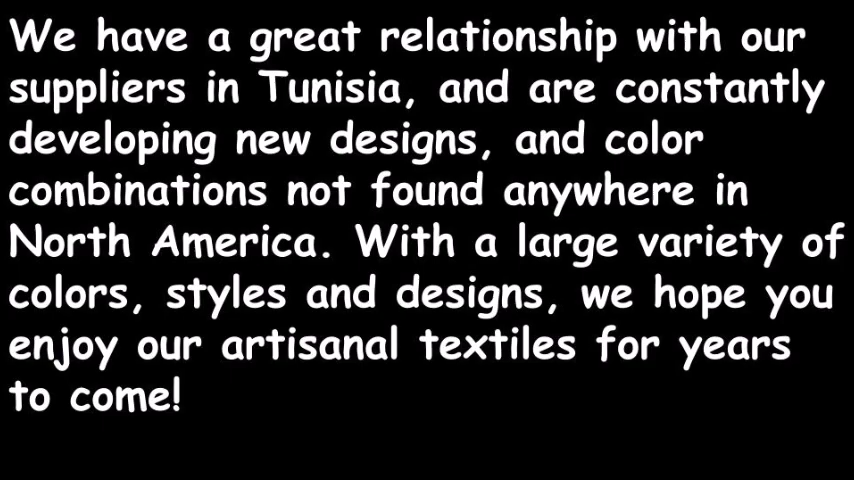 We have a great relationship with our
suppliers in Tunisia, and are constantly
developing new designs, and color
combinations not found anywhere in
North America. With a large variety of
colors, styles and designs, we hope you
enjoy our artisanal textiles for years
to come!